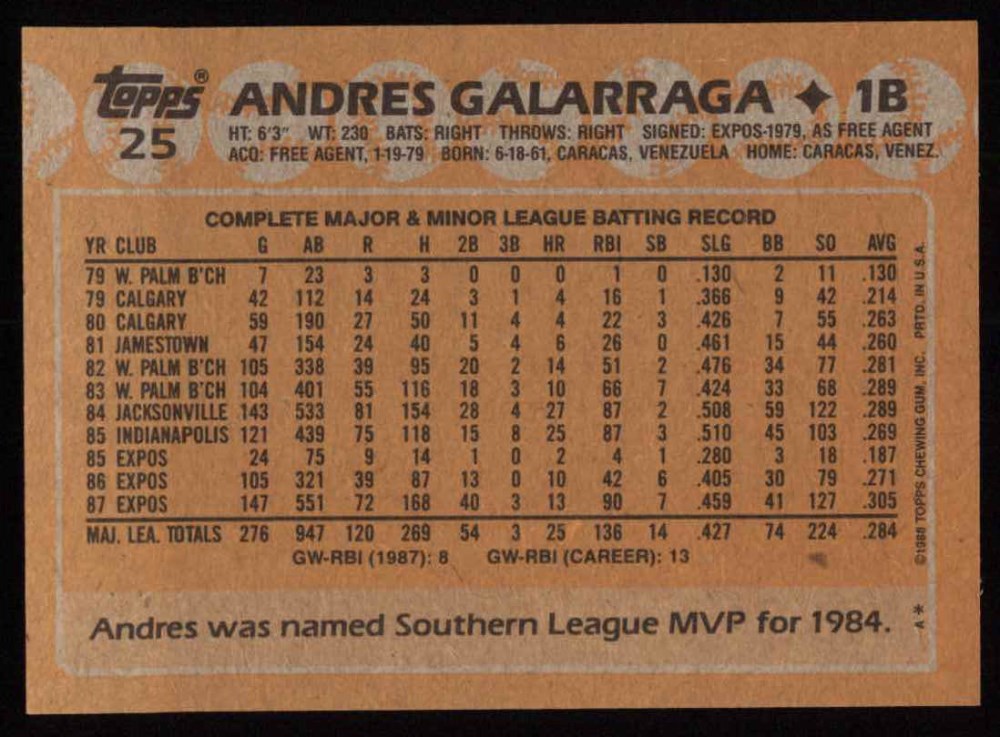 Topps® ANDRES GALARRAGA ✦ 1B
25
HT: 6'3" WT: 230 BATS: RIGHT THROWS: RIGHT SIGNED: EXPOS-1979, AS FREE AGENT
ACQ: FREE AGENT, 1-19-79 BORN: 6-18-61, CARACAS, VENEZUELA HOME: CARACAS, VENEZ.
COMPLETE MAJOR & MINOR LEAGUE BATTING RECORD
YR CLUB G AB R H 2B 3B HR RBI SB SLG BB SO AVG
79 W. PALM B'CH 7 23 3 3 0 0 0 1 0 .130 2 11 .130
79 CALGARY 42 112 14 24 3 1 4 16 1 .366 9 42 .214
80 CALGARY 59 190 27 50 11 4 4 22 3 .426 7 55 .263
81 JAMESTOWN 47 154 24 40 5 4 6 26 0 .461 15 44 .260
82 W. PALM B'CH 105 338 39 95 20 2 14 51 2 .476 34 77 .281
83 W. PALM B'CH 104 401 55 116 18 3 10 66 7 .424 33 68 .289
84 JACKSONVILLE 143 533 81 154 28 4 27 87 2 .508 59 122 .289
85 INDIANAPOLIS 121 439 75 118 15 8 25 87 3 .510 45 103 .269
85 EXPOS 24 75 9 14 1 0 2 4 1 .280 3 18 .187
86 EXPOS 105 321 39 87 13 0 10 42 6 .405 30 79 .271
87 EXPOS 147 551 72 168 40 3 13 90 7 .459 41 127 .305
MAJ. LEA. TOTALS 276 947 120 269 54 3 25 136 14 .427 74 224 .284
GW-RBI (1987): 8 GW-RBI (CAREER): 13
Andres was named Southern League MVP for 1984.
A* ©1988 TOPPS CHEWING GUM, INC. PRTD. IN U.S.A.